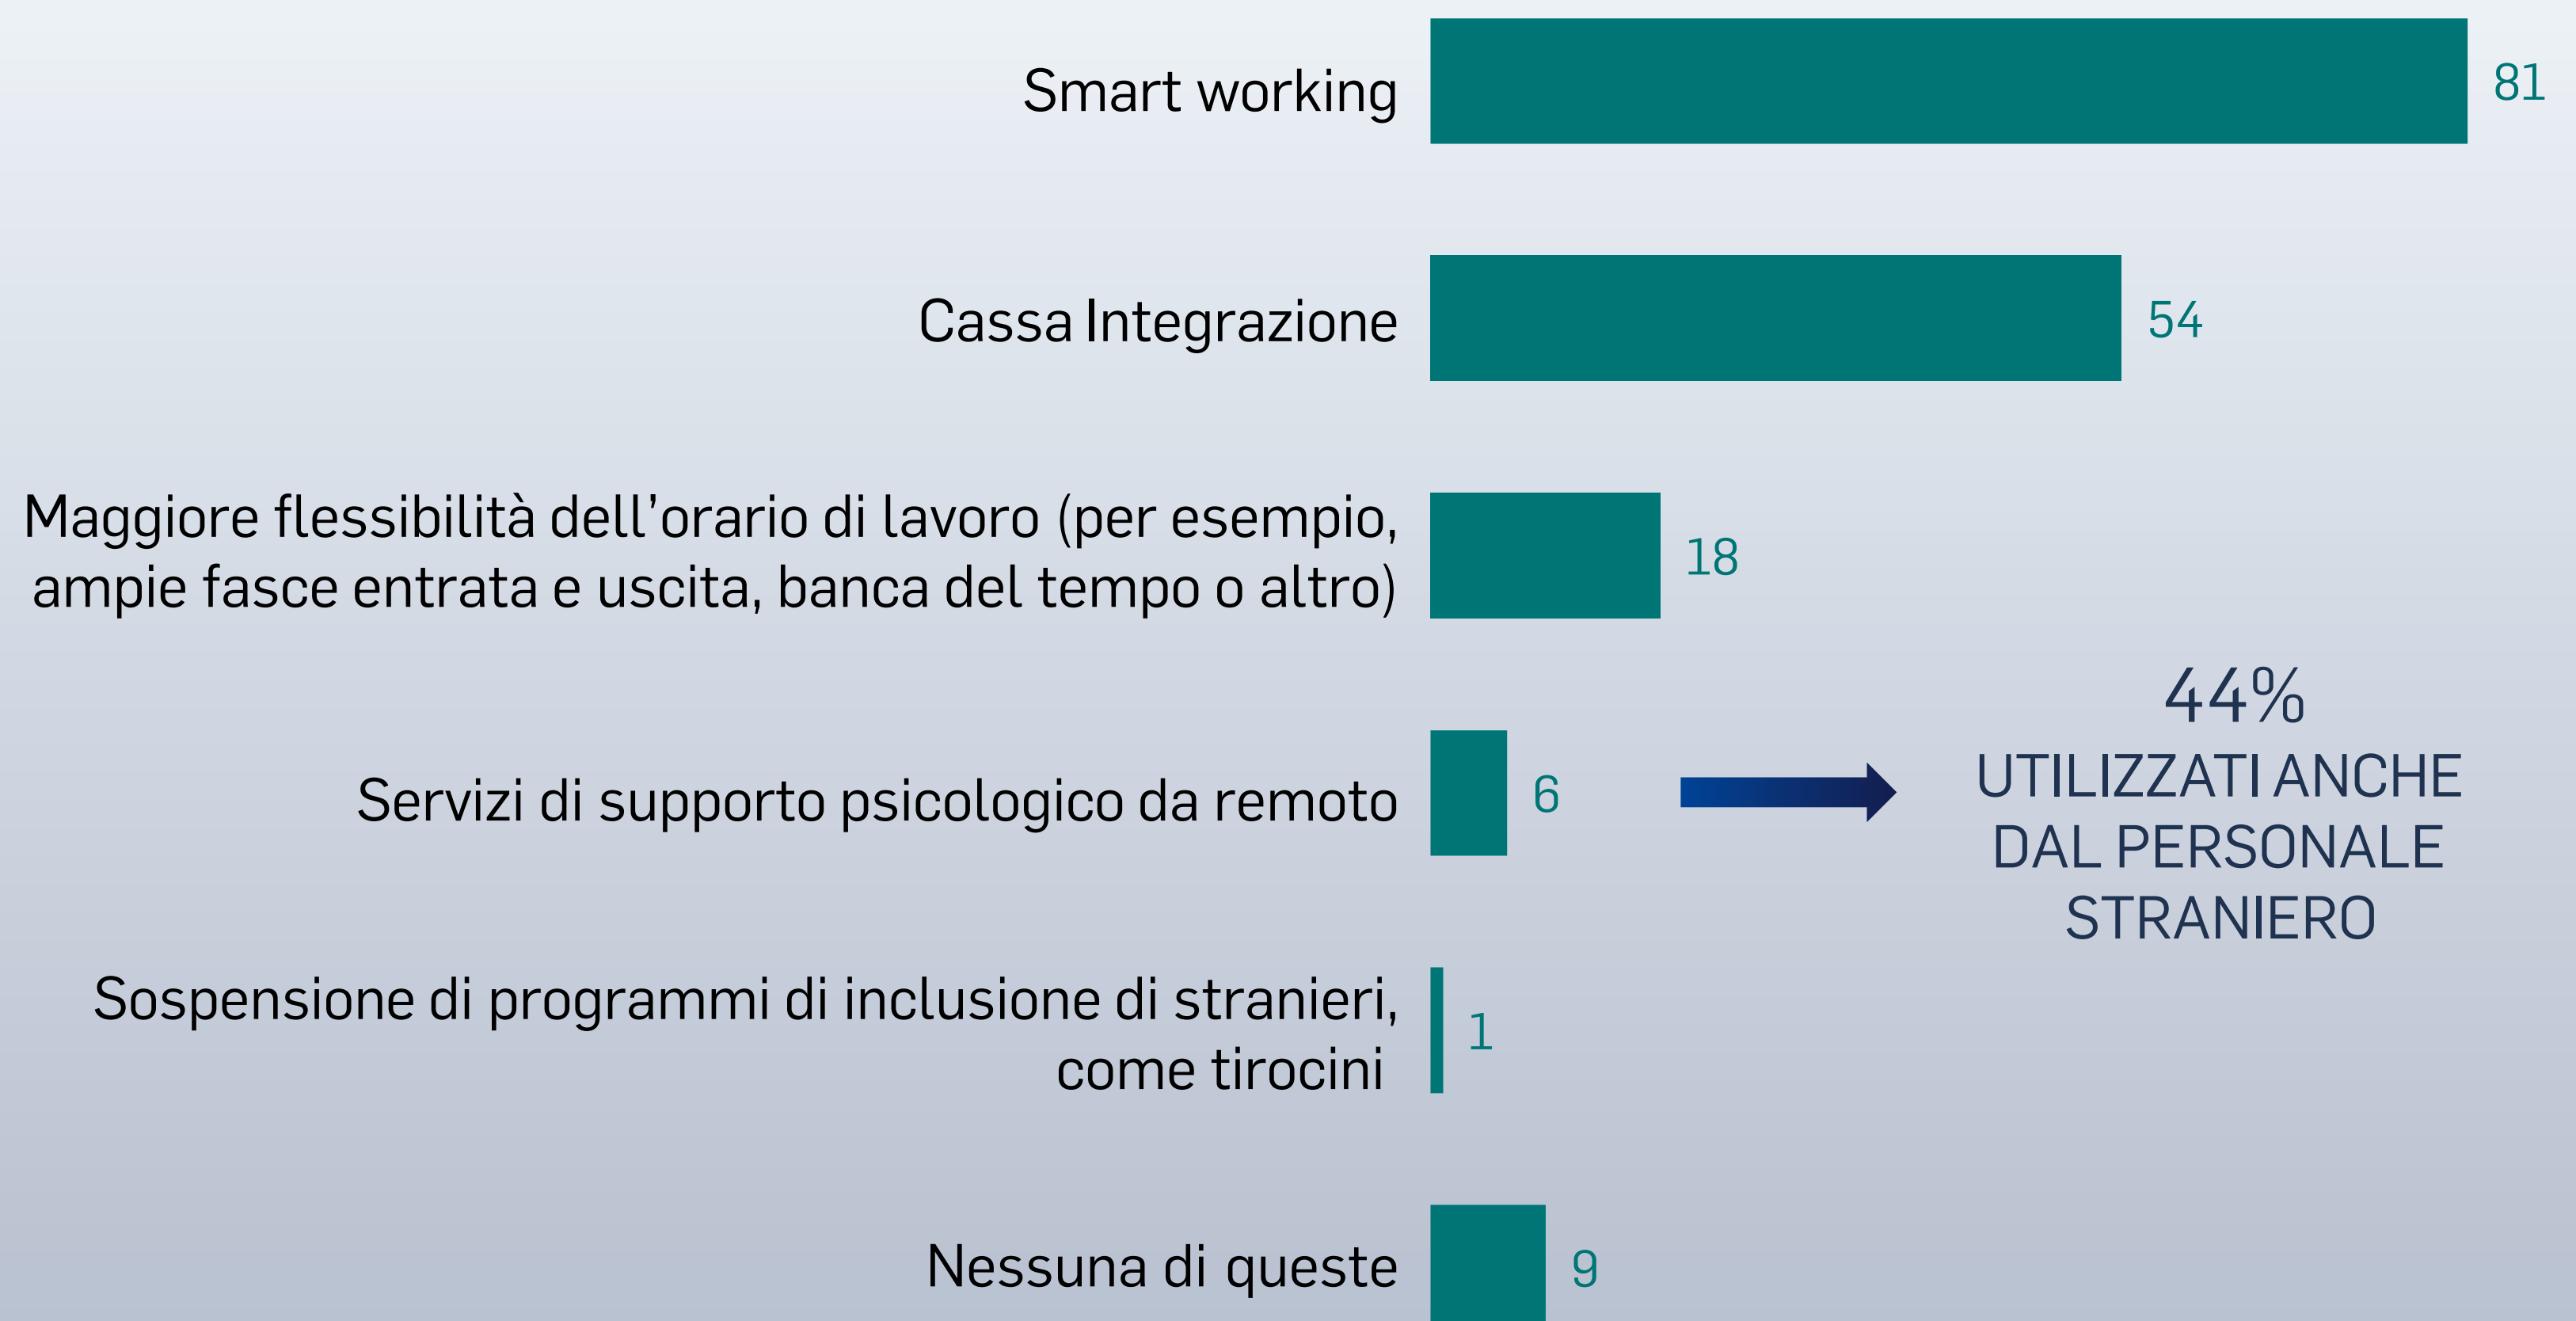 Smart working
81
Cassa Integrazione
54
Maggiore flessibilità dell’orario di lavoro (per esempio,
ampie fasce entrata e uscita, banca del tempo o altro)
18
Servizi di supporto psicologico da remoto
6
44%
UTILIZZATI ANCHE
DAL PERSONALE
STRANIERO
Sospensione di programmi di inclusione di stranieri,
come tirocini
1
Nessuna di queste
9